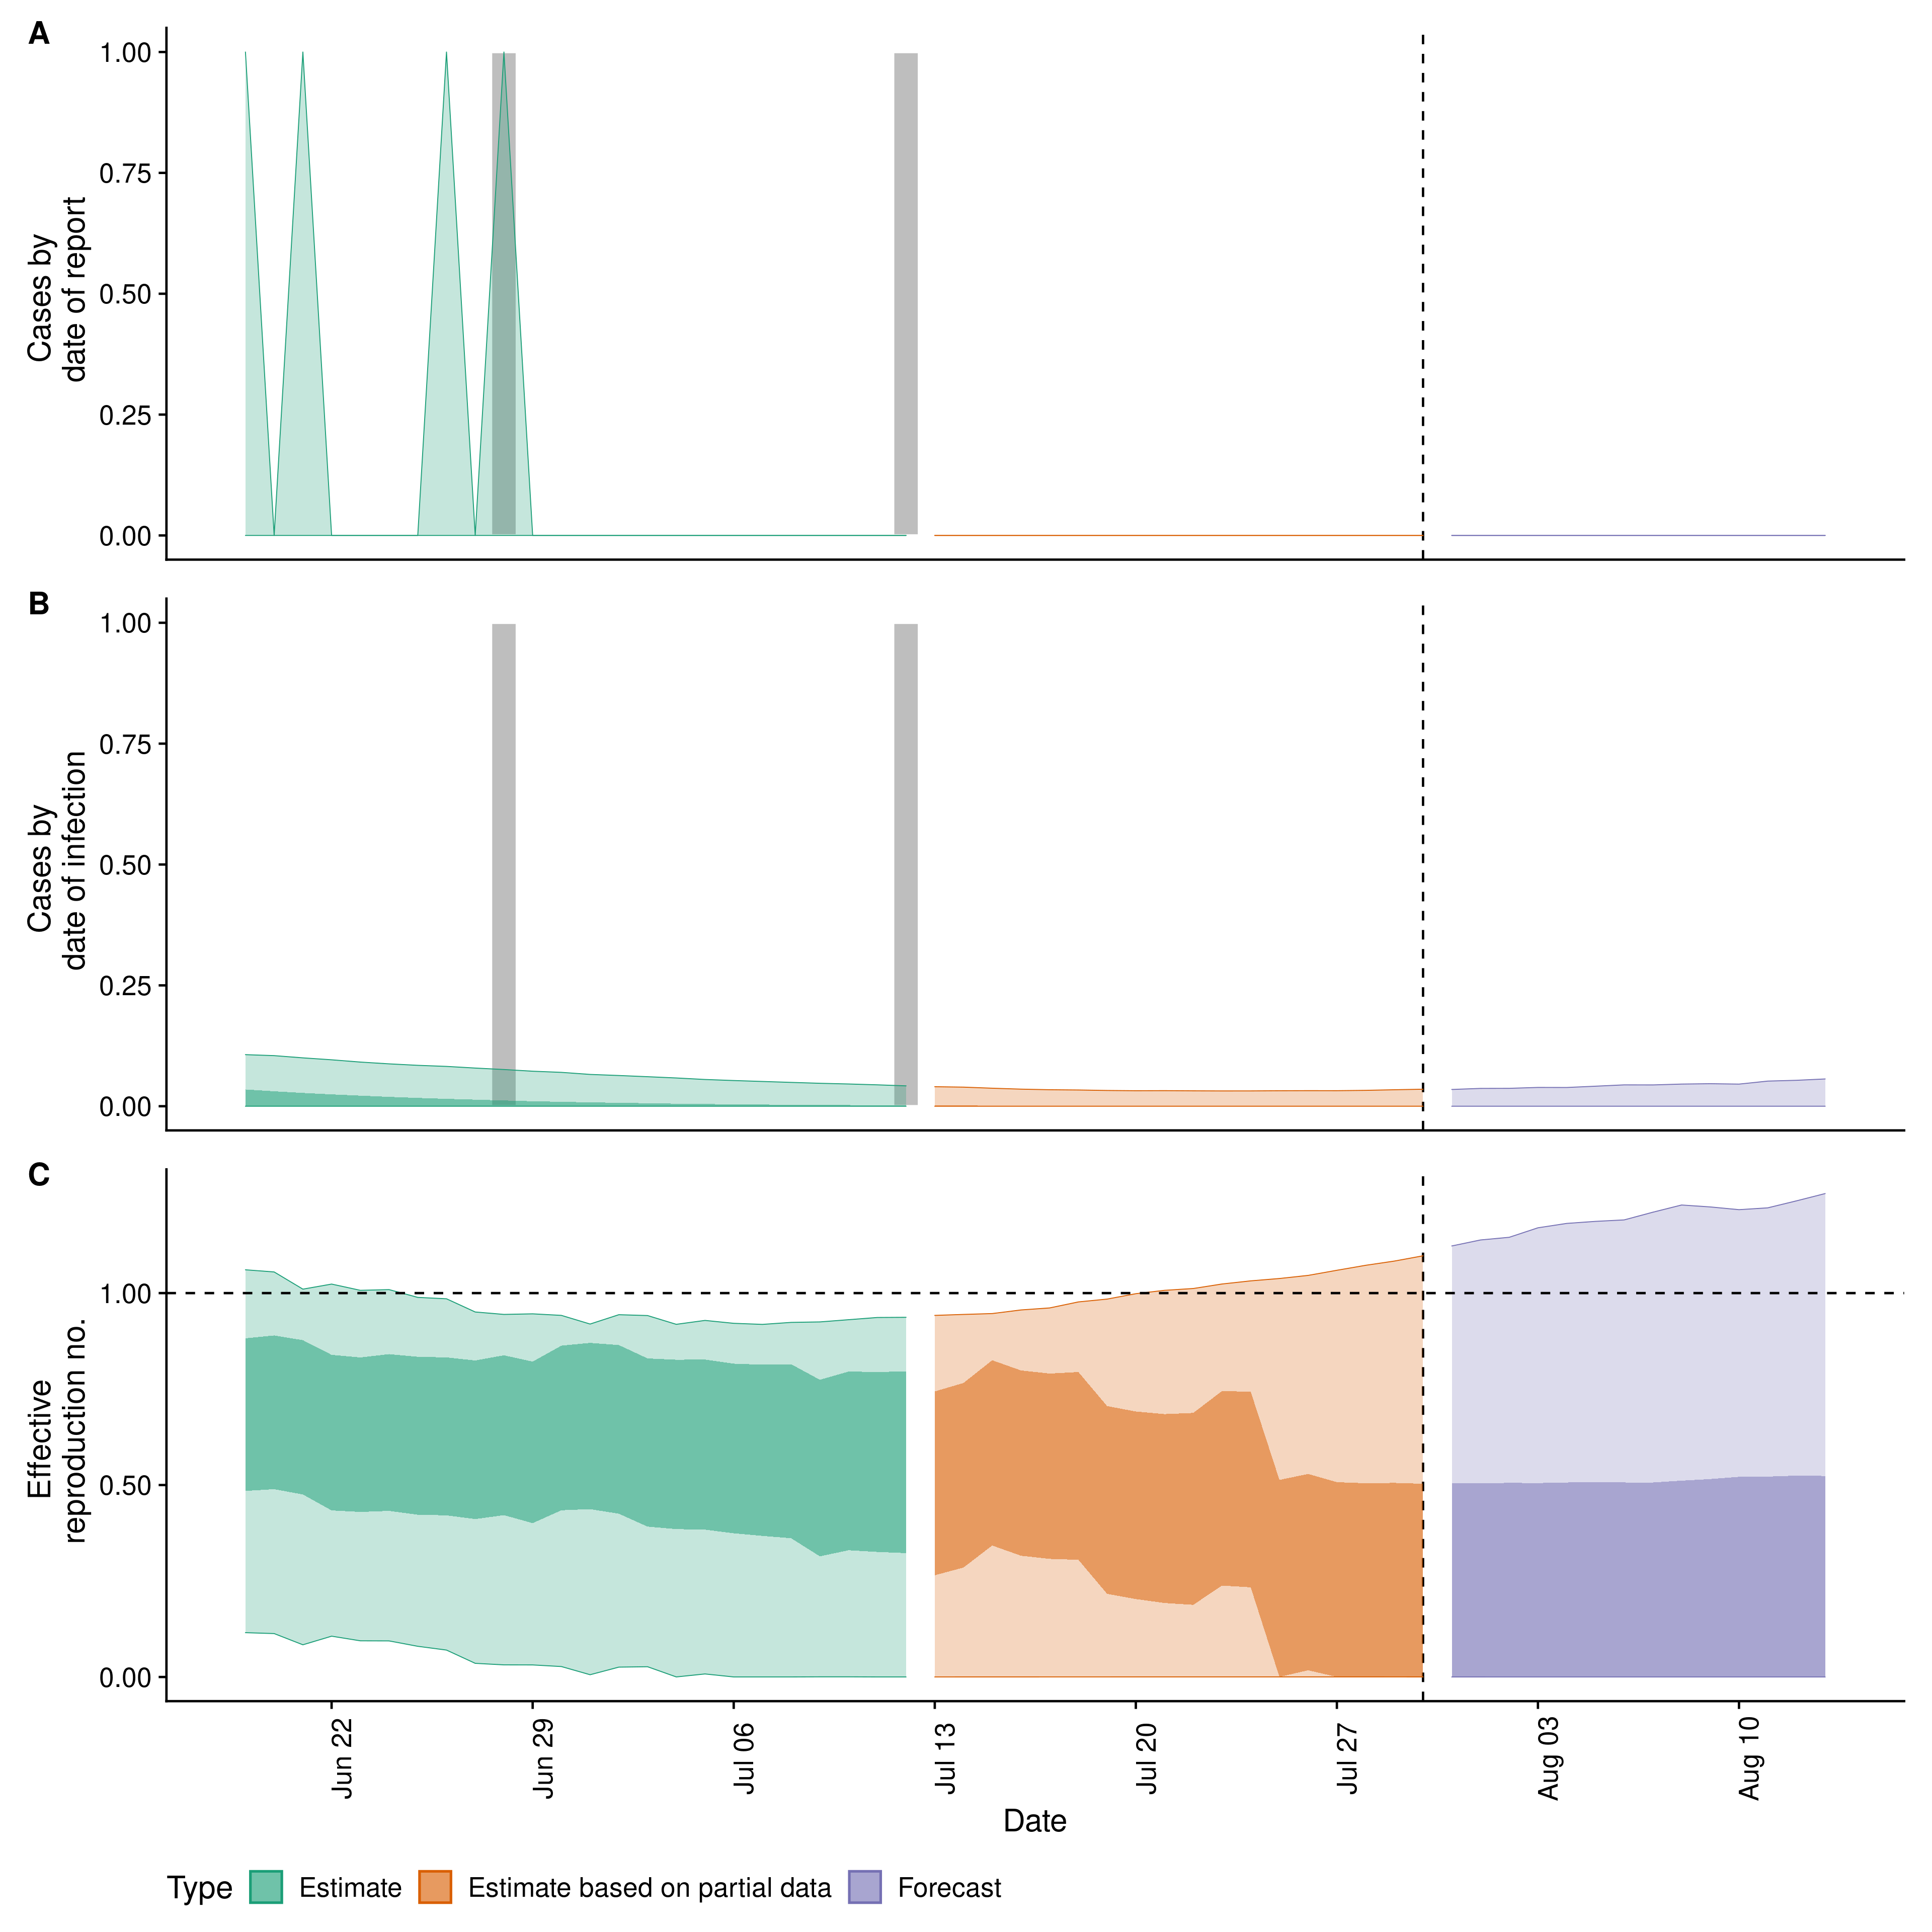 A
Cases by
date of report
1.00
0.75
0.50
0.25
0.00
B
Cases by
date of infection
1.00
0.75
0.50
0.25
0.00
C
Effective
reproduction no.
1.00
0.50
0.00
Jun 22
Jun 29
Jul 06
Jul 13
Jul 20
Jul 27
Aug 03
Aug 10
Date
Type Estimate Estimate based on partial data Forecast